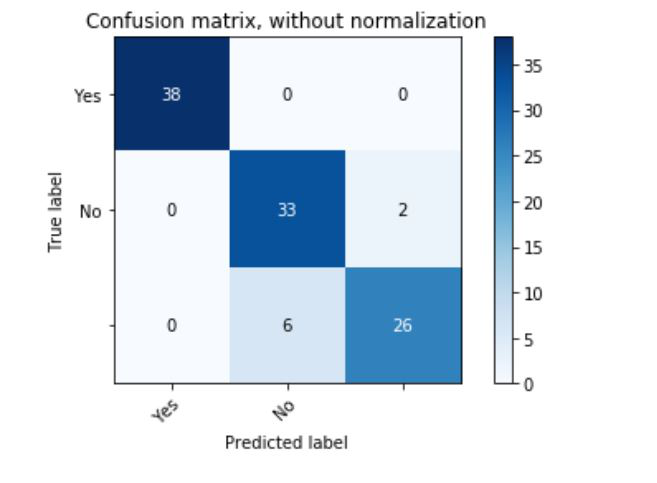 Confusion matrix, without normalization
Yes 38 0 0
No 0 33 2
0 6 26
True label
Yes No
Predicted label
35
30
25
20
15
10
5
0